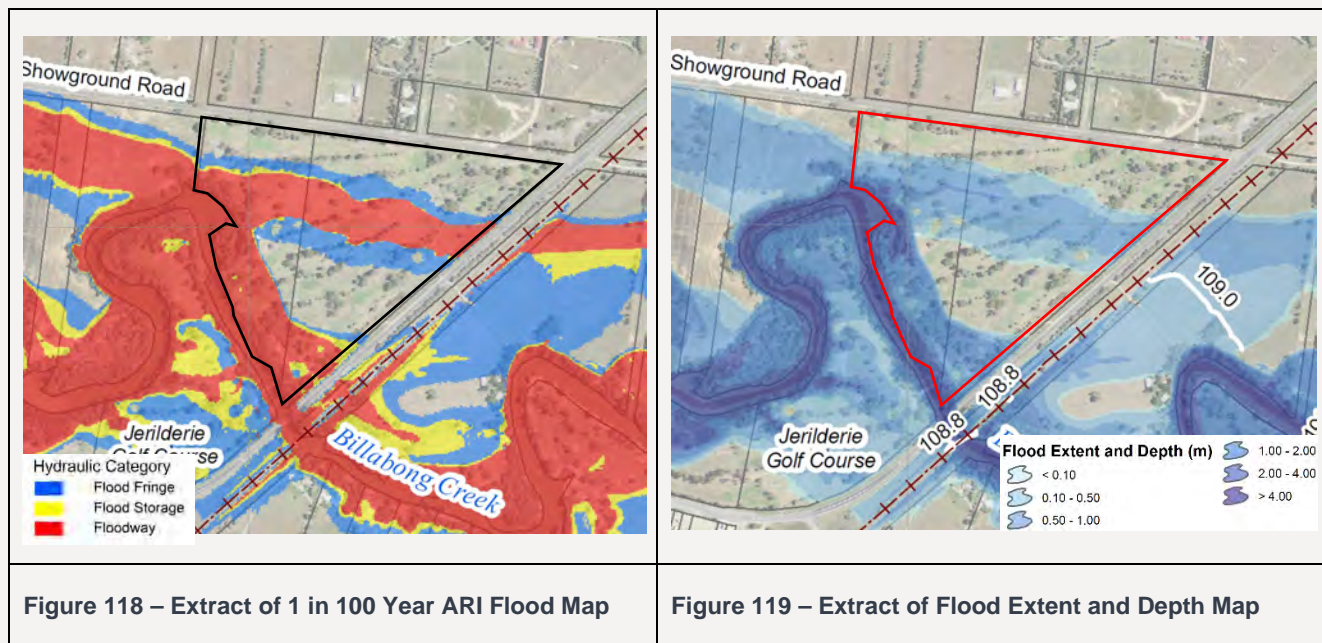 Showground Road
Jerilderie
Golf Course
Billabong Creek
Hydraulic Category
Flood Fringe
Flood Storage
Floodway
Figure 118 – Extract of 1 in 100 Year ARI Flood Map
Showground Road
109.0
108.8
108.8
Jerilderie
Golf Course
Flood Extent and Depth (m)
< 0.10
0.10 - 0.50
0.50 - 1.00
1.00 - 2.00
2.00 - 4.00
> 4.00
Figure 119 – Extract of Flood Extent and Depth Map